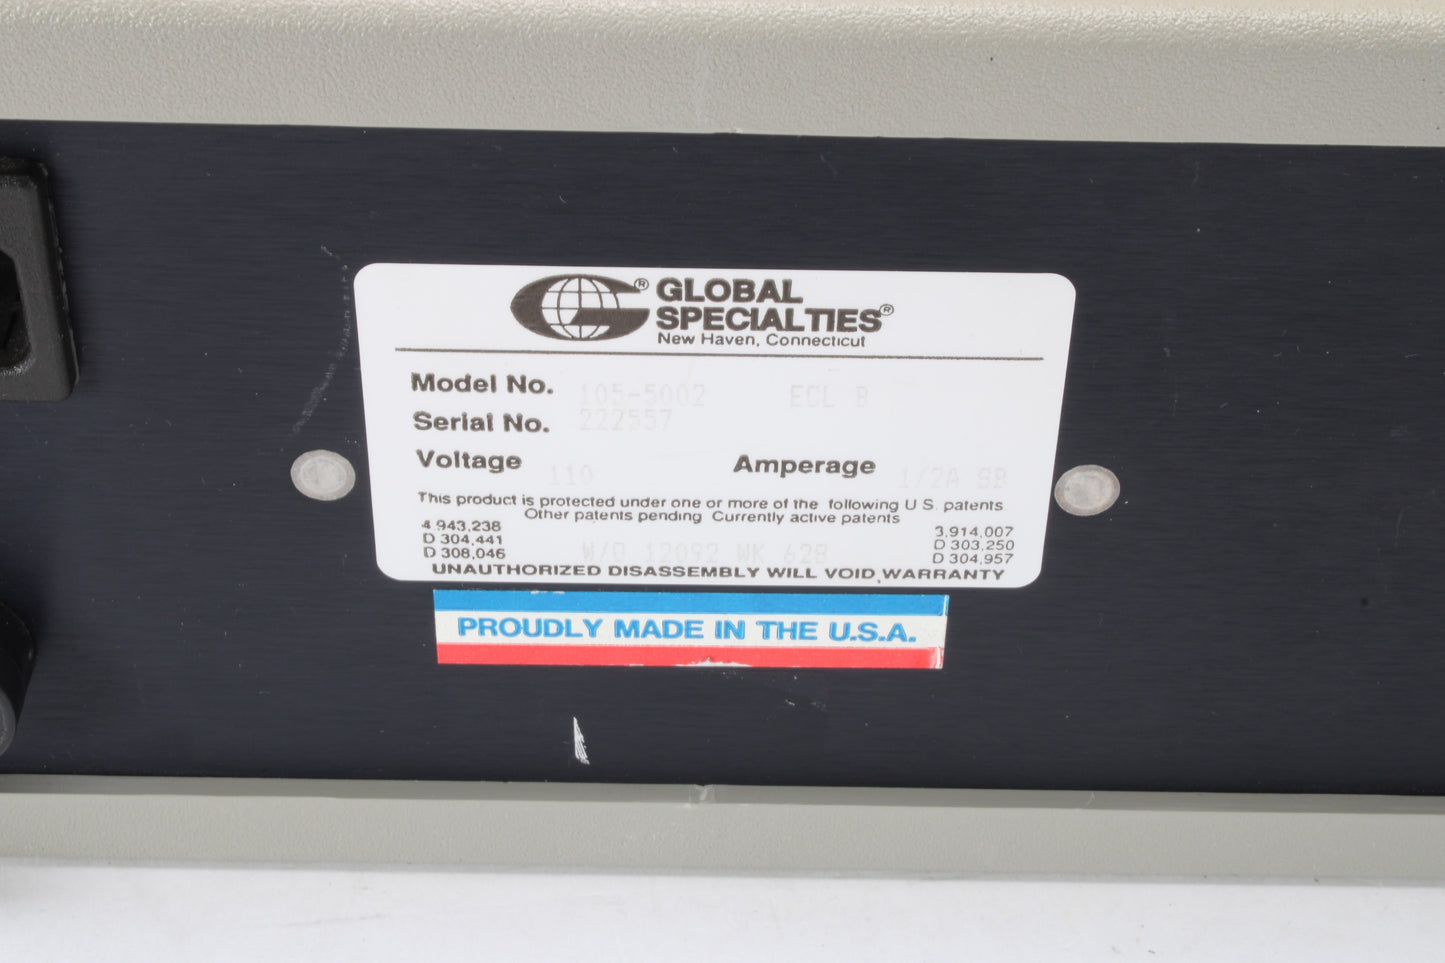 ® GLOBAL
SPECIALTIES®
New Haven, Connecticut
Model No. 105-5002 ECL B
Serial No. 222557
Voltage 110 Amperage 1/2A SB
This product is protected under one or more of the following U S. patents
Other patents pending Currently active patents
4.943,238 3,914,007
D 304,441 D 303,250
D 308,046 W/O 12092 WK 628 D 304,957
UNAUTHORIZED DISASSEMBLY WILL VOID WARRANTY
PROUDLY MADE IN THE U.S.A.